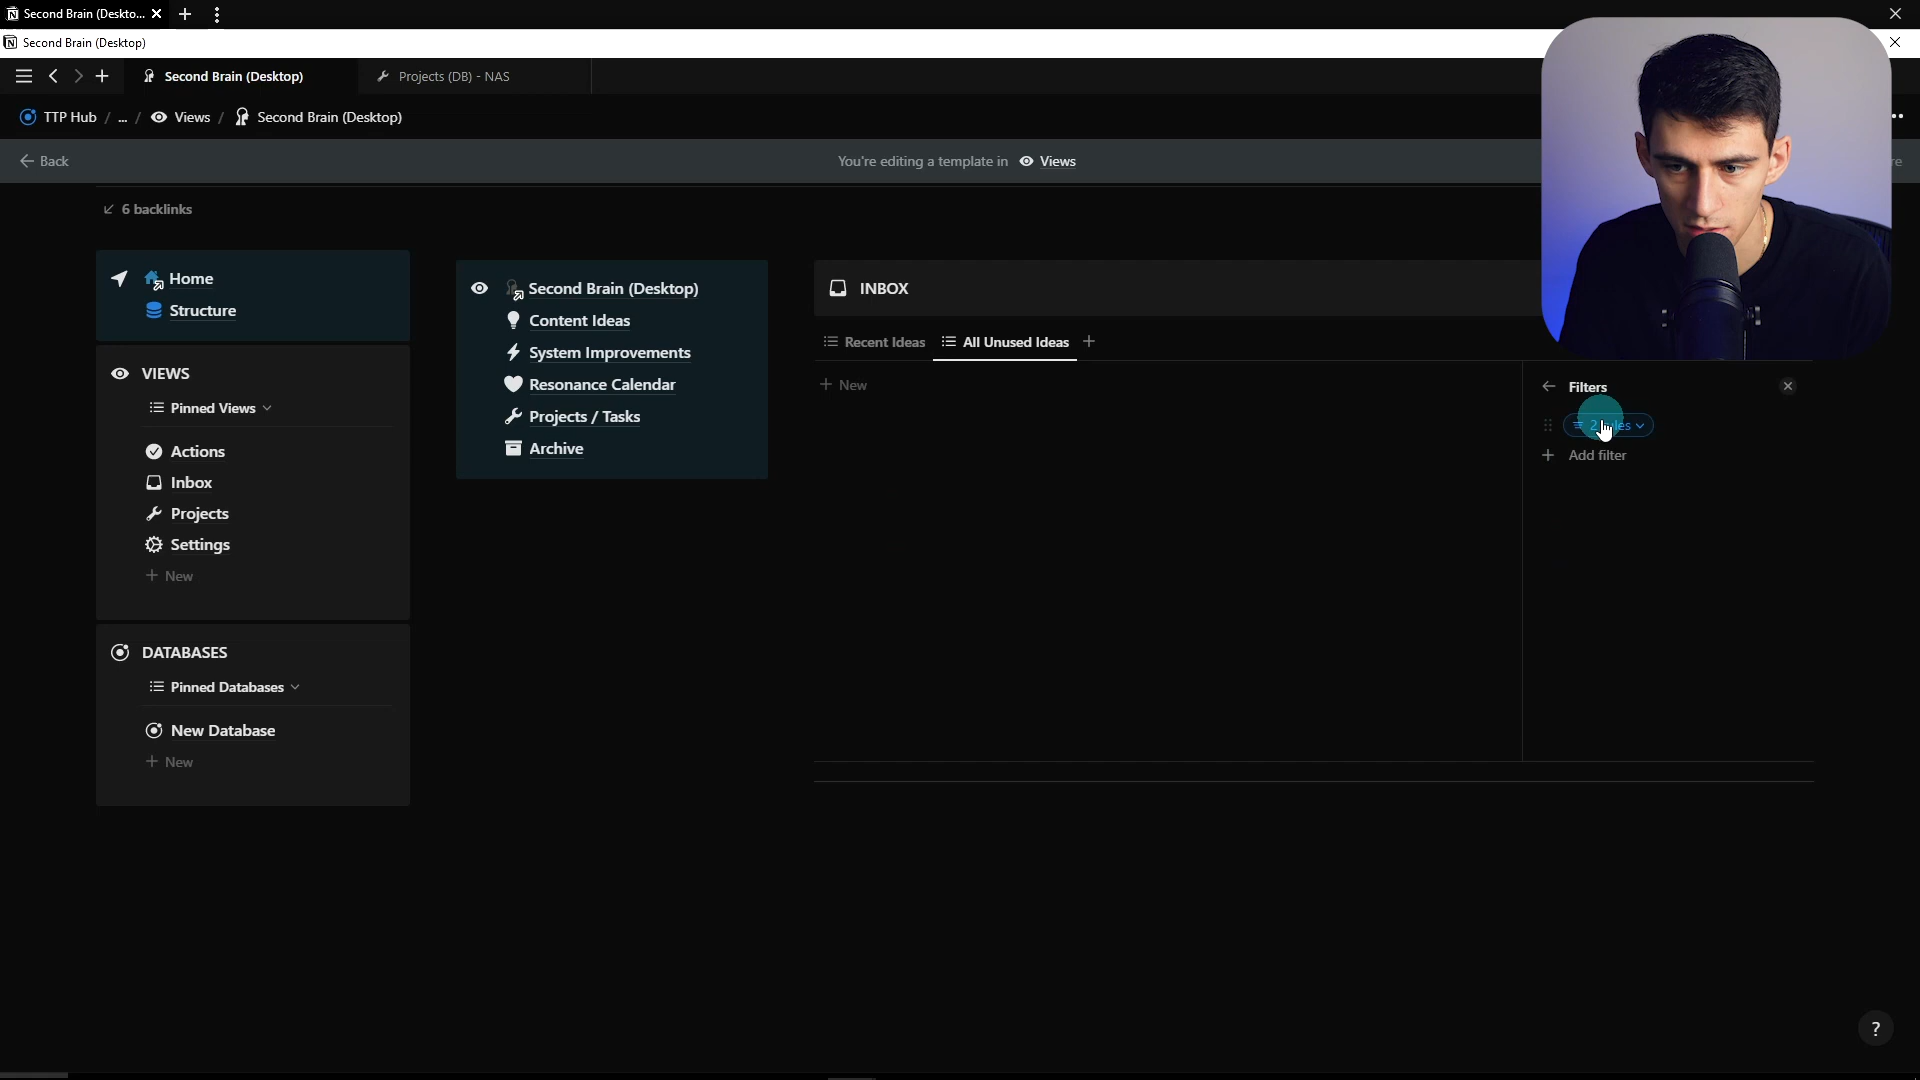 Second Brain (Deskto...
Second Brain (Desktop)
Second Brain (Desktop)
Projects (DB) - NAS
TTP Hub / ... / Views / Second Brain (Desktop)
Back
You're editing a template in Views
6 backlinks
Home
Structure
VIEWS
Pinned Views
Actions
Inbox
Projects
Settings
New
DATABASES
Pinned Databases
New Database
New
Second Brain (Desktop)
Content Ideas
System Improvements
Resonance Calendar
Projects / Tasks
Archive
INBOX
Recent Ideas
All Unused Ideas
New
Filters
Add filter
?